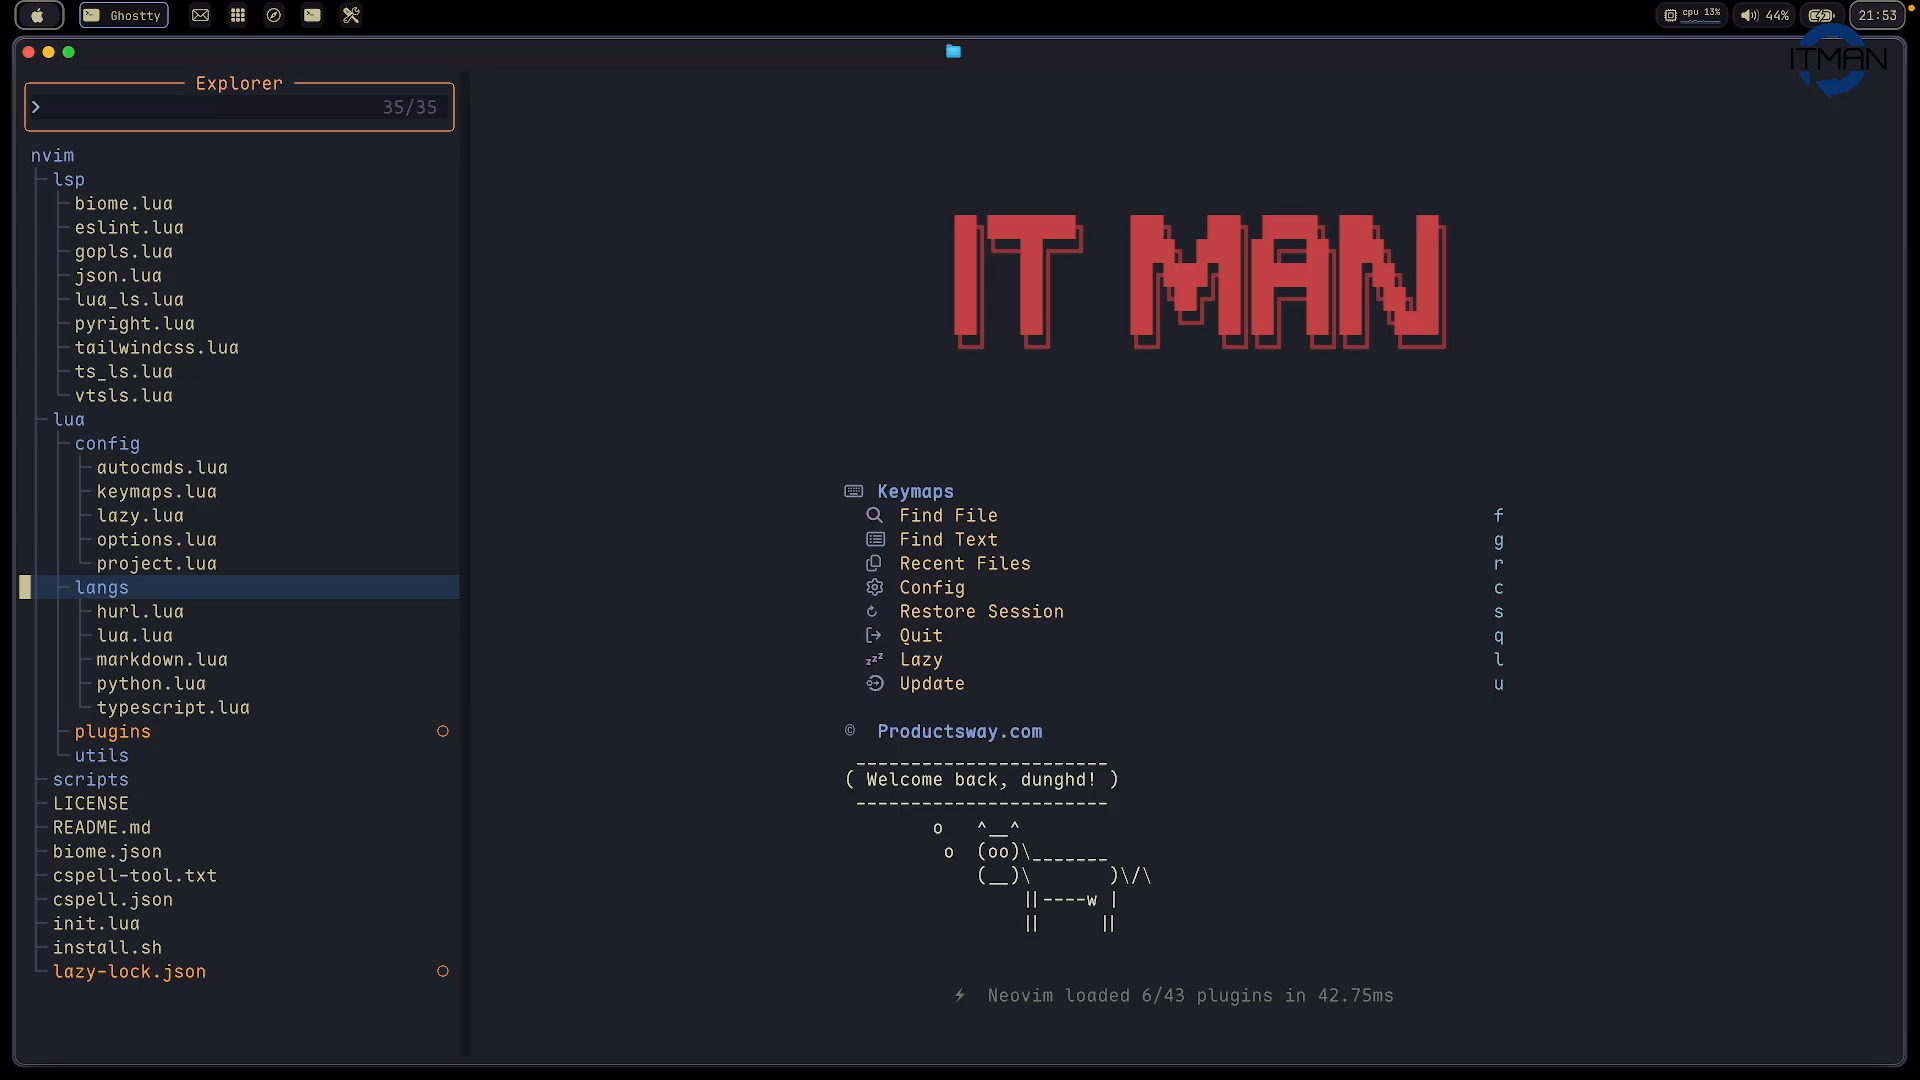 Ghostty
cpu 13%
44%
21:53
ITMAN
Explorer
> 35/35
nvim
lsp
biome.lua
eslint.lua
gopls.lua
json.lua
lua_ls.lua
pyright.lua
tailwindcss.lua
ts_ls.lua
vtsls.lua
lua
config
autocmds.lua
keymaps.lua
lazy.lua
options.lua
project.lua
langs
hurl.lua
lua.lua
markdown.lua
python.lua
typescript.lua
plugins
utils
scripts
LICENSE
README.md
biome.json
cspell-tool.txt
cspell.json
init.lua
install.sh
lazy-lock.json
IT MAN
Keymaps
Find File f
Find Text g
Recent Files r
Config c
Restore Session s
Quit q
Lazy l
Update u
© Productsway.com
_______________________
( Welcome back, dunghd! )
-----------------------
o ^__^
o (oo)\_______
(__)\ )\/\
||----w |
|| ||
Neovim loaded 6/43 plugins in 42.75ms